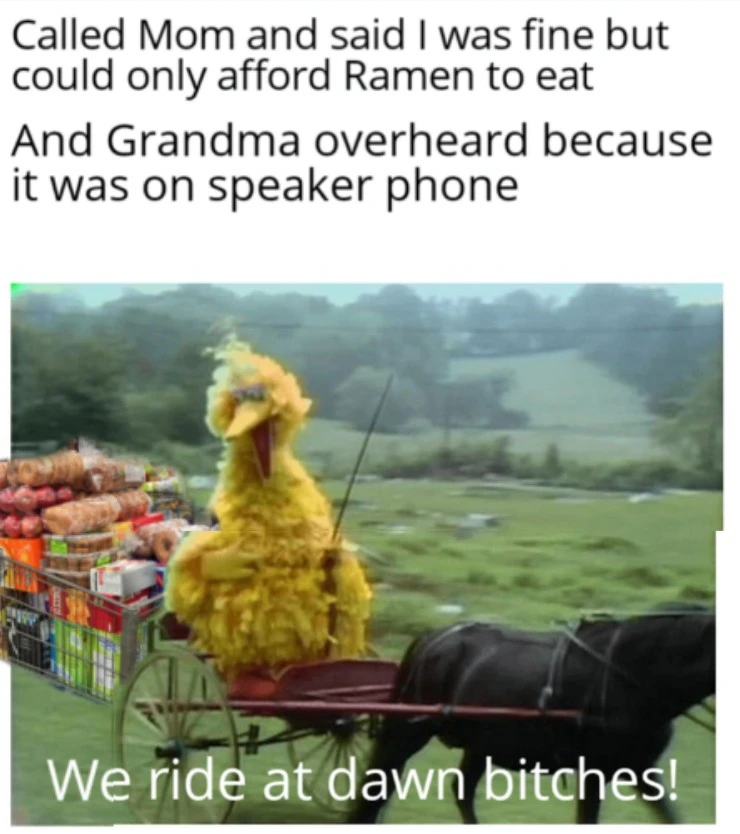 Called Mom and said I was fine but
could only afford Ramen to eat
And Grandma overheard because
it was on speaker phone
We ride at dawn bitches!